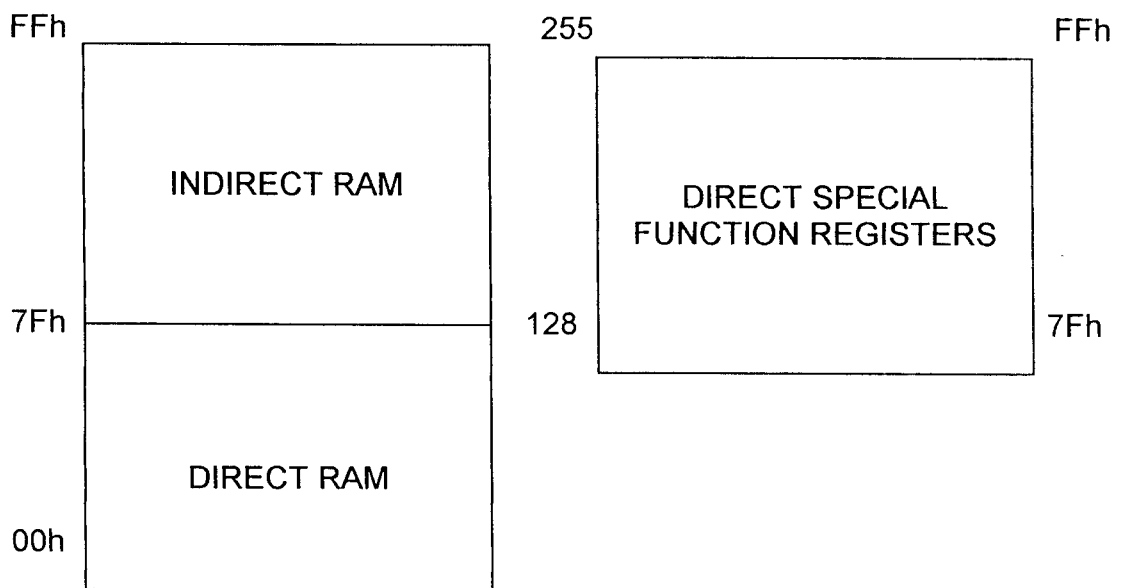 FFh
255
FFh
INDIRECT RAM
DIRECT SPECIAL
FUNCTION REGISTERS
7Fh
128
7Fh
DIRECT RAM
00h